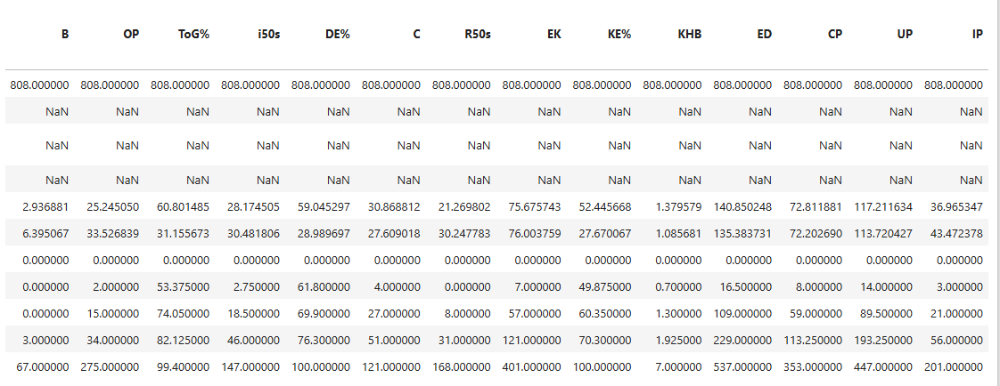 B OP ToG% i50s DE% C R50s EK KE% KHB ED CP UP IP
808.000000 808.000000 808.000000 808.000000 808.000000 808.000000 808.000000 808.000000 808.000000 808.000000 808.000000 808.000000 808.000000 808.000000
NaN NaN NaN NaN NaN NaN NaN NaN NaN NaN NaN NaN NaN NaN
NaN NaN NaN NaN NaN NaN NaN NaN NaN NaN NaN NaN NaN NaN
NaN NaN NaN NaN NaN NaN NaN NaN NaN NaN NaN NaN NaN NaN
2.936881 25.245050 60.801485 28.174505 59.045297 30.868812 21.269802 75.675743 52.445668 1.379579 140.850248 72.811881 117.211634 36.965347
6.395067 33.526839 31.155673 30.481806 28.989697 27.609018 30.247783 76.003759 27.670067 1.085681 135.383731 72.202690 113.720427 43.472378
0.000000 0.000000 0.000000 0.000000 0.000000 0.000000 0.000000 0.000000 0.000000 0.000000 0.000000 0.000000 0.000000 0.000000
0.000000 2.000000 53.375000 2.750000 61.800000 4.000000 0.000000 7.000000 49.875000 0.700000 16.500000 8.000000 14.000000 3.000000
0.000000 15.000000 74.050000 18.500000 69.900000 27.000000 8.000000 57.000000 60.350000 1.300000 109.000000 59.000000 89.500000 21.000000
3.000000 34.000000 82.125000 46.000000 76.300000 51.000000 31.000000 121.000000 70.300000 1.925000 229.000000 113.250000 193.250000 56.000000
67.000000 275.000000 99.400000 147.000000 100.000000 121.000000 168.000000 401.000000 100.000000 7.000000 537.000000 353.000000 447.000000 201.000000